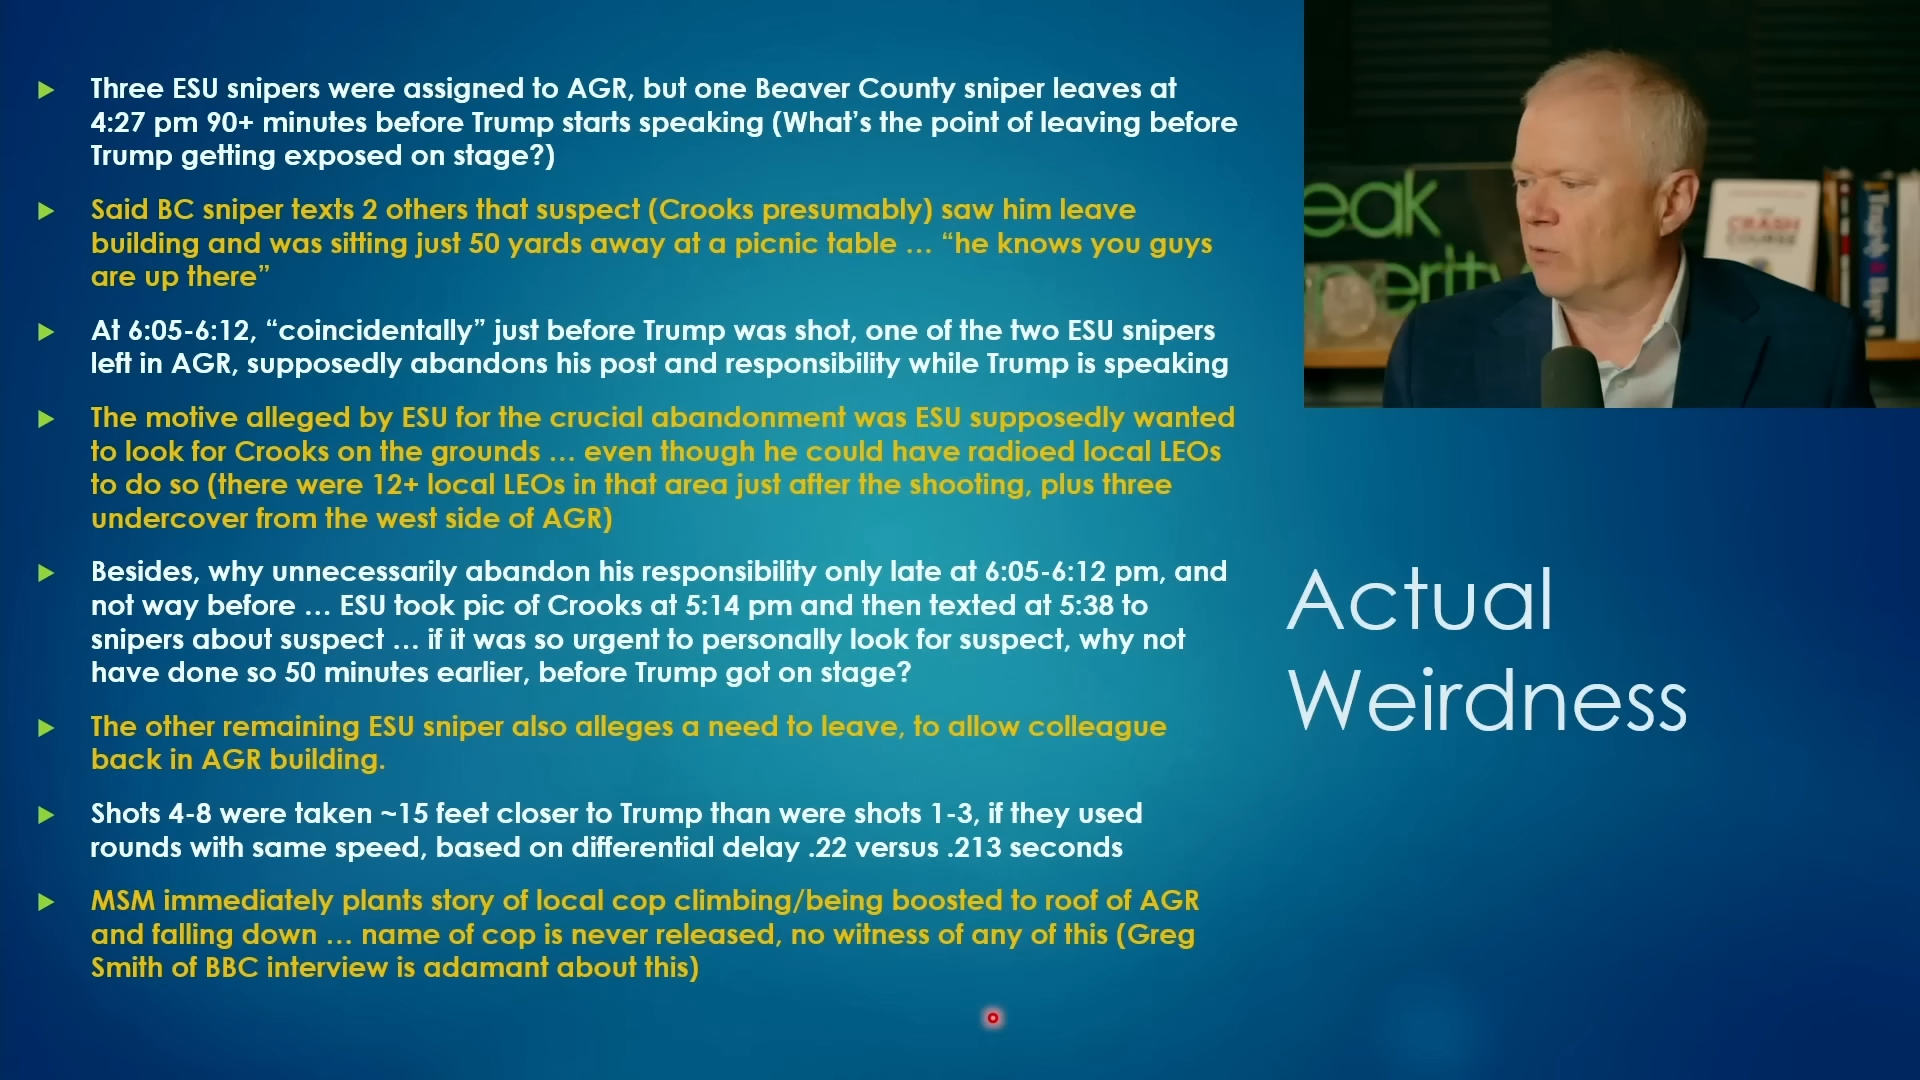 Three ESU snipers were assigned to AGR, but one Beaver County sniper leaves at
4:27 pm 90+ minutes before Trump starts speaking (What’s the point of leaving before
Trump getting exposed on stage?)
Said BC sniper texts 2 others that suspect (Crooks presumably) saw him leave
building and was sitting just 50 yards away at a picnic table … “he knows you guys
are up there”
At 6:05-6:12, “coincidentally” just before Trump was shot, one of the two ESU snipers
left in AGR, supposedly abandons his post and responsibility while Trump is speaking
The motive alleged by ESU for the crucial abandonment was ESU supposedly wanted
to look for Crooks on the grounds … even though he could have radioed local LEOs
to do so (there were 12+ local LEOs in that area just after the shooting, plus three
undercover from the west side of AGR)
Besides, why unnecessarily abandon his responsibility only late at 6:05-6:12 pm, and
not way before … ESU took pic of Crooks at 5:14 pm and then texted at 5:38 to
snipers about suspect … if it was so urgent to personally look for suspect, why not
have done so 50 minutes earlier, before Trump got on stage?
The other remaining ESU sniper also alleges a need to leave, to allow colleague
back in AGR building.
Shots 4-8 were taken ~15 feet closer to Trump than were shots 1-3, if they used
rounds with same speed, based on differential delay .22 versus .213 seconds
MSM immediately plants story of local cop climbing/being boosted to roof of AGR
and falling down … name of cop is never released, no witness of any of this (Greg
Smith of BBC interview is adamant about this)
Actual
Weirdness
eak
perity
CRASH
COURSE